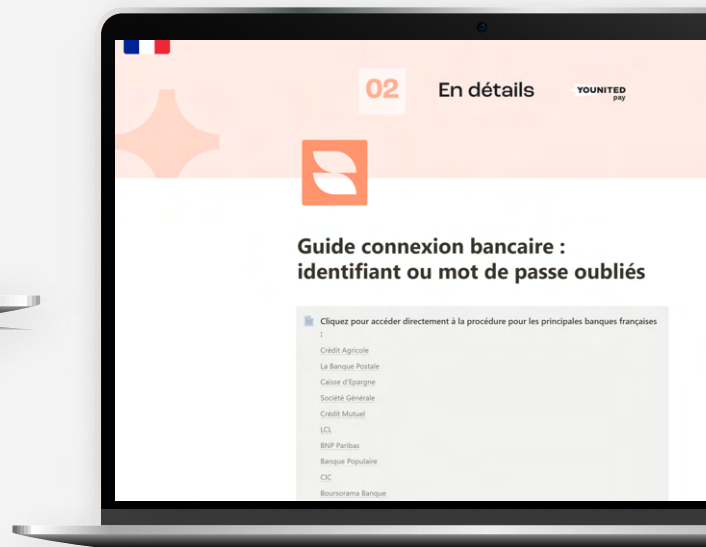 02 En détails YOUNITED
pay
Guide connexion bancaire :
identifiant ou mot de passe oubliés
Cliquez pour accéder directement à la procédure pour les principales banques françaises
:
Crédit Agricole
La Banque Postale
Caisse d'Epargne
Société Générale
Crédit Mutuel
LCL
BNP Paribas
Banque Populaire
CIC
Boursorama Banque